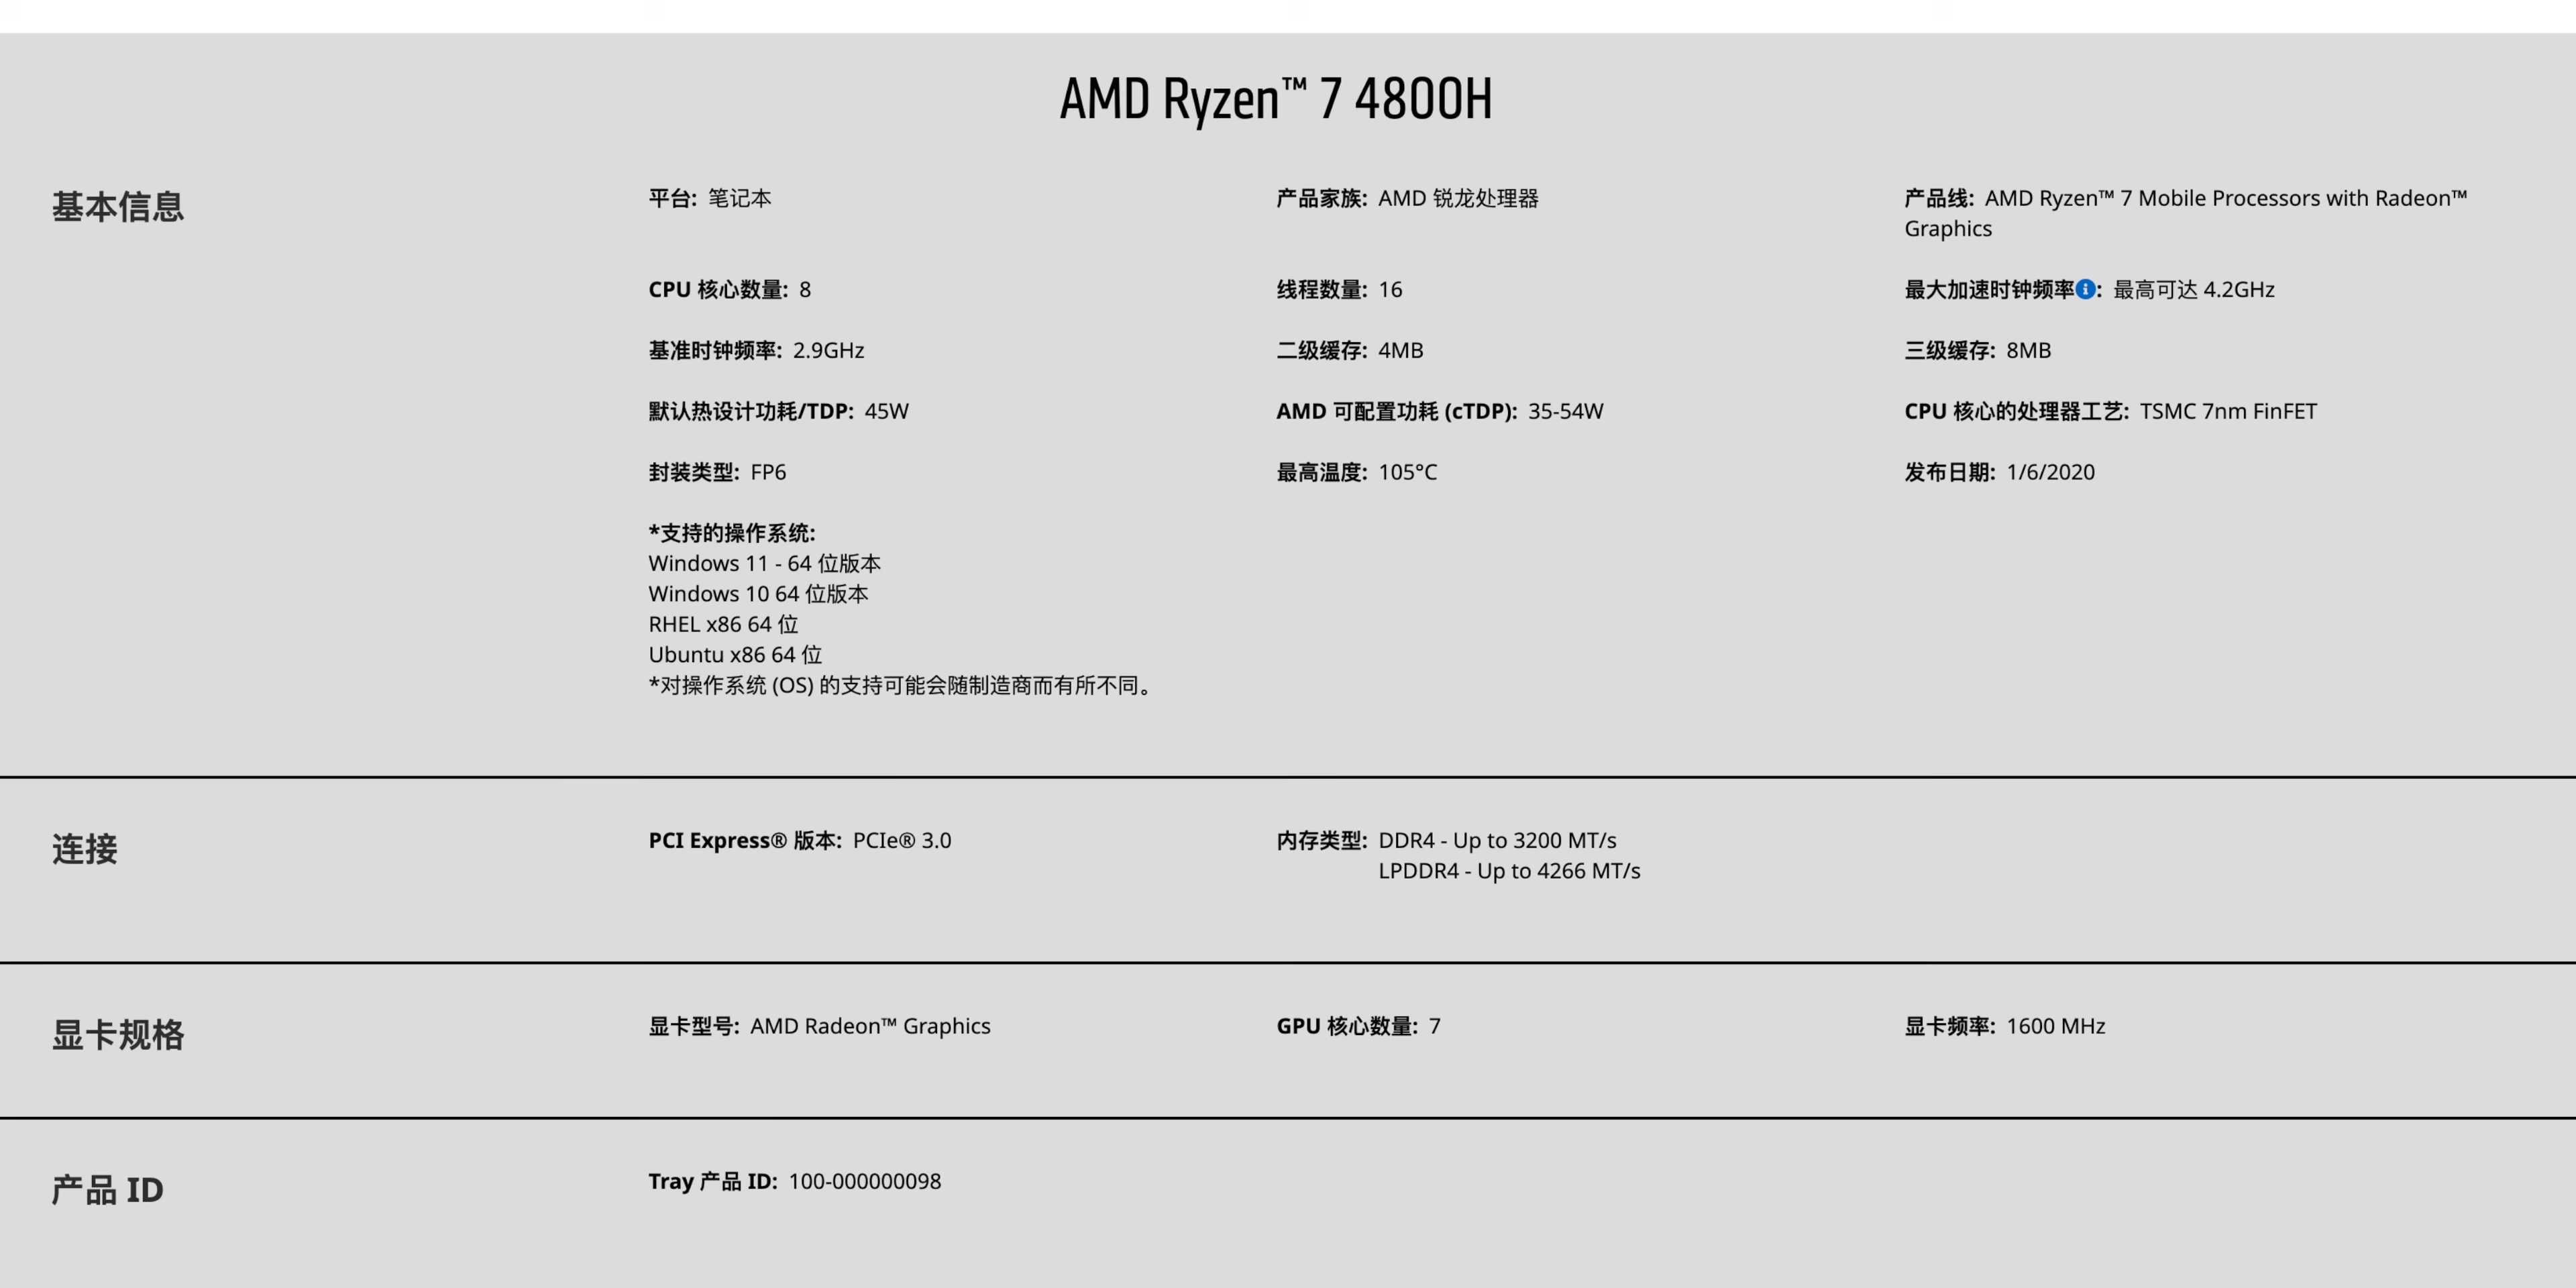 AMD Ryzen™ 7 4800H
基本信息
平台: 笔记本
产品家族: AMD 锐龙处理器
产品线: AMD Ryzen™ 7 Mobile Processors with Radeon™
Graphics
CPU 核心数量: 8
线程数量: 16
最大加速时钟频率: 最高可达 4.2GHz
基准时钟频率: 2.9GHz
二级缓存: 4MB
三级缓存: 8MB
默认热设计功耗/TDP: 45W
AMD 可配置功耗 (cTDP): 35-54W
CPU 核心的处理器工艺: TSMC 7nm FinFET
封装类型: FP6
最高温度: 105°C
发布日期: 1/6/2020
*支持的操作系统:
Windows 11 - 64 位版本
Windows 10 64 位版本
RHEL x86 64 位
Ubuntu x86 64 位
*对操作系统 (OS) 的支持可能会随制造商而有所不同。
连接
PCI Express® 版本: PCIe® 3.0
内存类型: DDR4 - Up to 3200 MT/s
LPDDR4 - Up to 4266 MT/s
显卡规格
显卡型号: AMD Radeon™ Graphics
GPU 核心数量: 7
显卡频率: 1600 MHz
产品 ID
Tray 产品 ID: 100-000000098